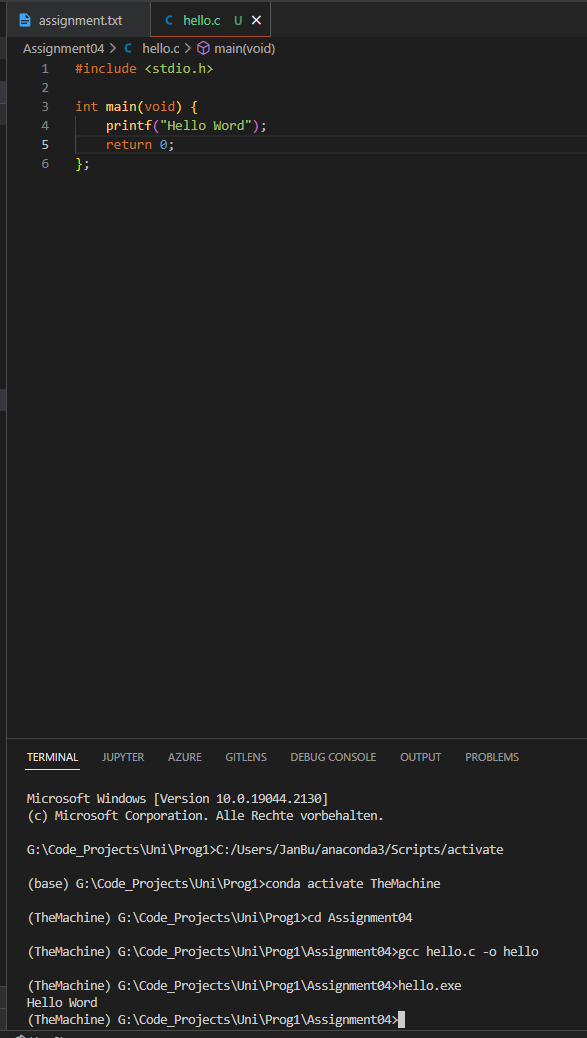 assignment.txt
C hello.c U ×
Assignment04 > C hello.c > main(void)
1 #include <stdio.h>
2
3 int main(void) {
4 printf("Hello Word");
5 return 0;
6 };
TERMINAL JUPYTER AZURE GITLENS DEBUG CONSOLE OUTPUT PROBLEMS
Microsoft Windows [Version 10.0.19044.2130]
(c) Microsoft Corporation. Alle Rechte vorbehalten.
G:\Code_Projects\Uni\Prog1>C:/Users/JanBu/anaconda3/Scripts/activate
(base) G:\Code_Projects\Uni\Prog1>conda activate TheMachine
(TheMachine) G:\Code_Projects\Uni\Prog1>cd Assignment04
(TheMachine) G:\Code_Projects\Uni\Prog1\Assignment04>gcc hello.c -o hello
(TheMachine) G:\Code_Projects\Uni\Prog1\Assignment04>hello.exe
Hello Word
(TheMachine) G:\Code_Projects\Uni\Prog1\Assignment04>